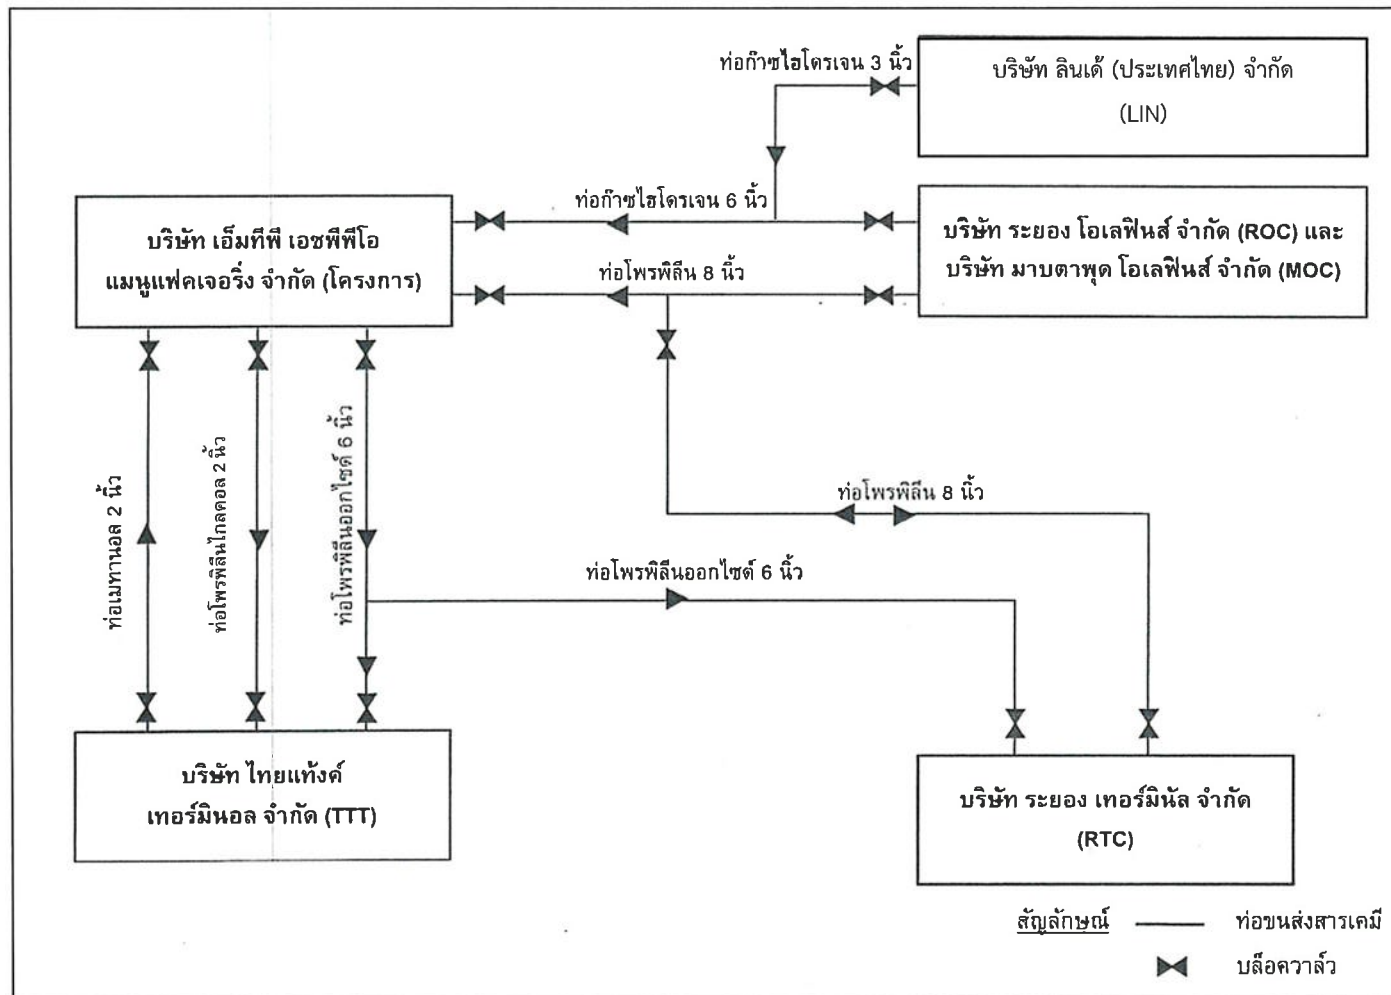 ท่อก๊าซไฮโดรเจน 3 นิ้ว
บริษัท ลินเด้ (ประเทศไทย) จำกัด
(LIN)
ท่อก๊าซไฮโดรเจน 6 นิ้ว
บริษัท เอ็มทีพี เอชพีพีโอ
แมนูแฟคเจอริ่ง จำกัด (โครงการ)
บริษัท ระยอง โอเลฟินส์ จำกัด (ROC) และ
บริษัท มาบตาพุด โอเลฟินส์ จำกัด (MOC)
ท่อโพรพิลีน 8 นิ้ว
ท่อเมทานอล 2 นิ้ว
ท่อโพรพิลีนไกลคอล 2 นิ้ว
ท่อโพรพิลีนออกไซด์ 6 นิ้ว
ท่อโพรพิลีน 8 นิ้ว
ท่อโพรพิลีนออกไซด์ 6 นิ้ว
บริษัท ไทยแท้งค์
เทอร์มินอล จำกัด (TTT)
บริษัท ระยอง เทอร์มินัล จำกัด
(RTC)
สัญลักษณ์ ท่อขนส่งสารเคมี
บล็อควาล์ว